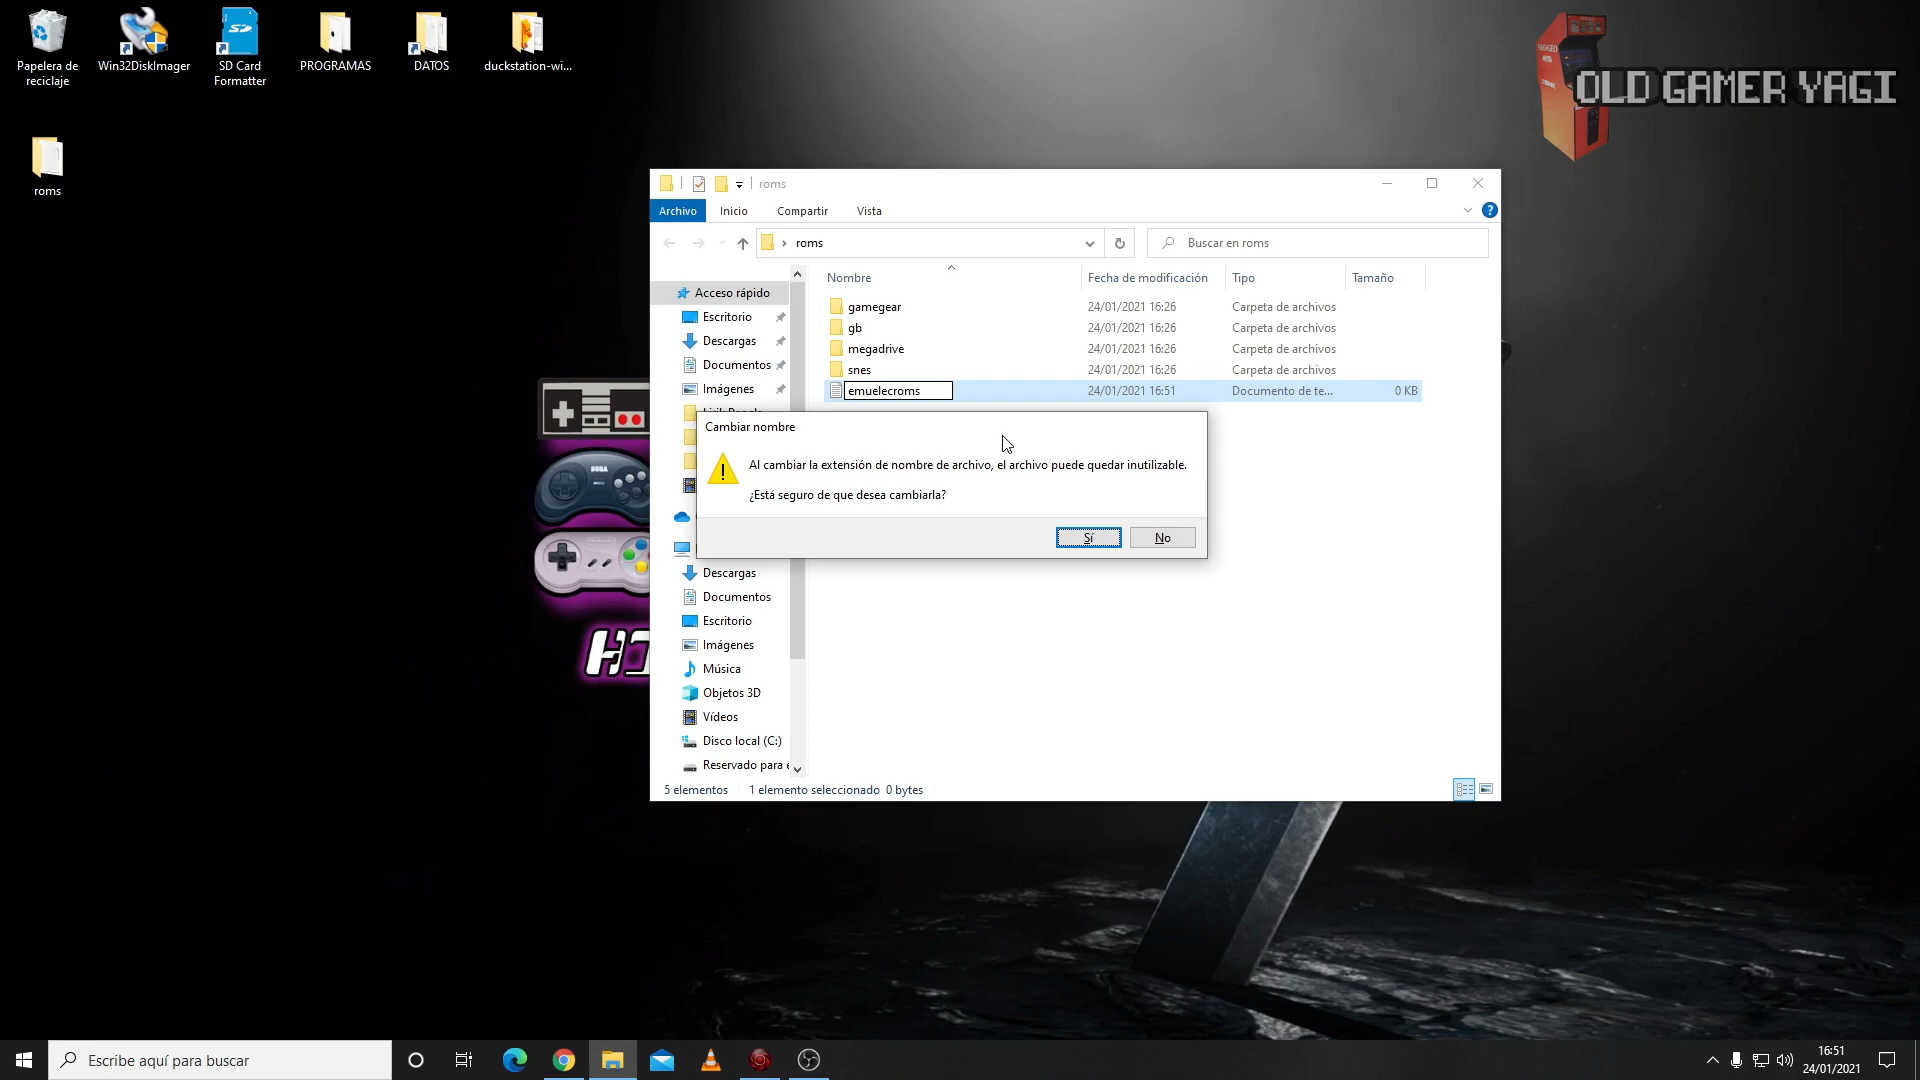 Papelera de
reciclaje
Win32DiskImager
SD Card
Formatter
PROGRAMAS
DATOS
duckstation-wi...
roms
OLD GAMER YAGI
roms
Archivo
Inicio
Compartir
Vista
roms
Buscar en roms
Nombre
Fecha de modificación
Tipo
Tamaño
Acceso rápido
Escritorio
Descargas
Documentos
Imágenes
gamegear 24/01/2021 16:26 Carpeta de archivos
gb 24/01/2021 16:26 Carpeta de archivos
megadrive 24/01/2021 16:26 Carpeta de archivos
snes 24/01/2021 16:26 Carpeta de archivos
emuelecroms 24/01/2021 16:51 Documento de te... 0 KB
Cambiar nombre
Al cambiar la extensión de nombre de archivo, el archivo puede quedar inutilizable.
¿Está seguro de que desea cambiarla?
Sí
No
Descargas
Documentos
Escritorio
Imágenes
Música
Objetos 3D
Vídeos
Disco local (C:)
Reservado para e
5 elementos
1 elemento seleccionado 0 bytes
SEGA
Escribe aquí para buscar
16:51
24/01/2021